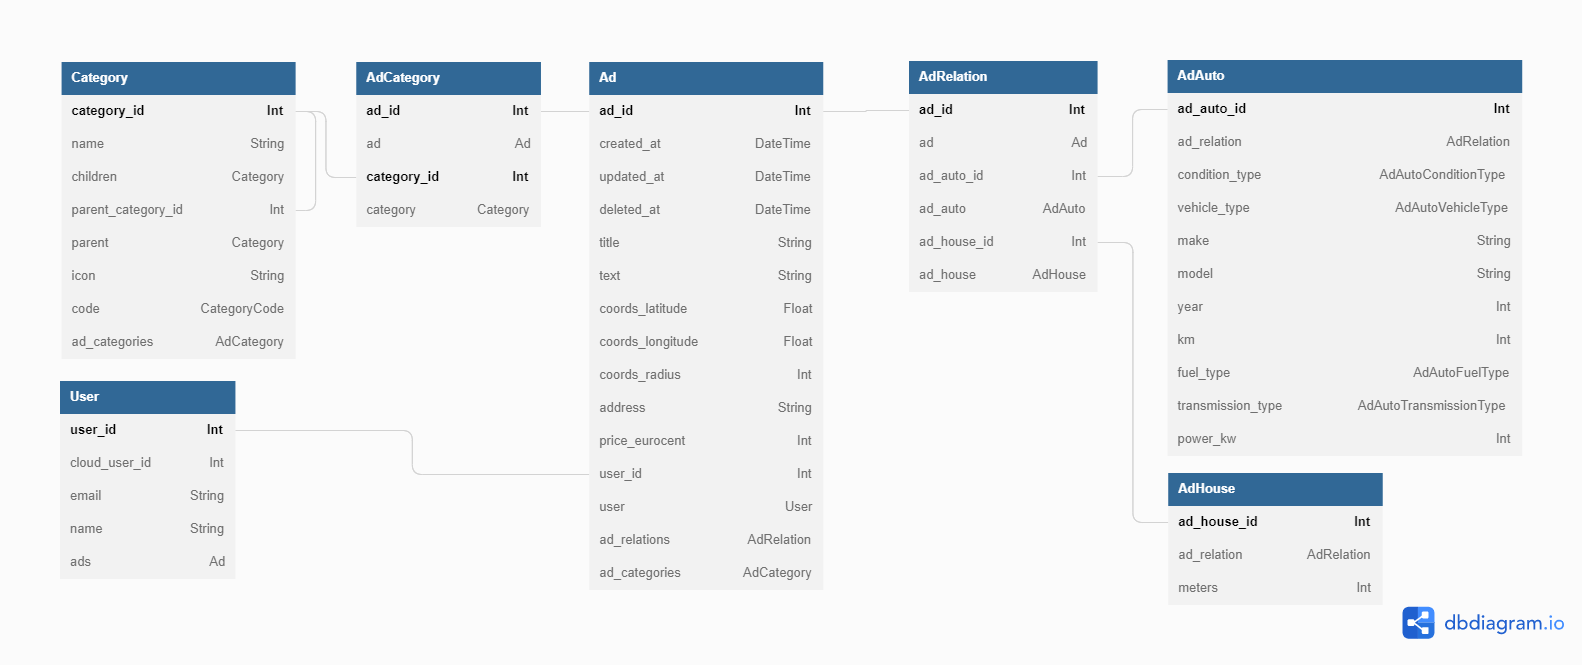 Category
category_id Int
name String
children Category
parent_category_id Int
parent Category
icon String
code CategoryCode
ad_categories AdCategory
User
user_id Int
cloud_user_id Int
email String
name String
ads Ad
AdCategory
ad_id Int
ad Ad
category_id Int
category Category
Ad
ad_id Int
created_at DateTime
updated_at DateTime
deleted_at DateTime
title String
text String
coords_latitude Float
coords_longitude Float
coords_radius Int
address String
price_eurocent Int
user_id Int
user User
ad_relations AdRelation
ad_categories AdCategory
AdRelation
ad_id Int
ad Ad
ad_auto_id Int
ad_auto AdAuto
ad_house_id Int
ad_house AdHouse
AdAuto
ad_auto_id Int
ad_relation AdRelation
condition_type AdAutoConditionType
vehicle_type AdAutoVehicleType
make String
model String
year Int
km Int
fuel_type AdAutoFuelType
transmission_type AdAutoTransmissionType
power_kw Int
AdHouse
ad_house_id Int
ad_relation AdRelation
meters Int
dbdiagram.io